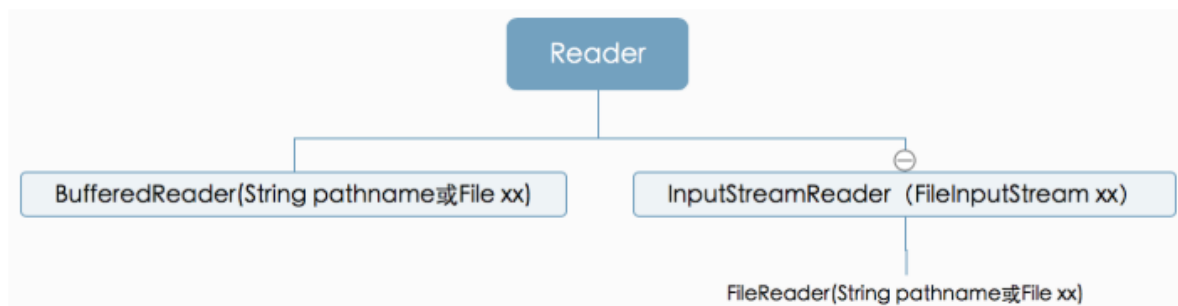 Reader
BufferedReader(String pathname或File xx)
InputStreamReader（FileInputStream xx）
FileReader(String pathname或File xx)